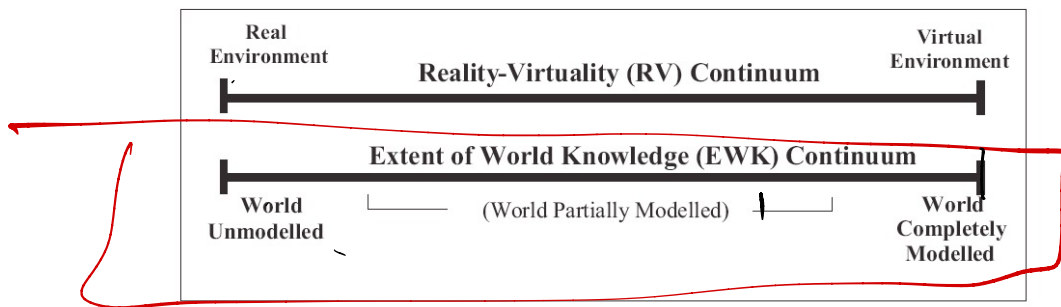 Real
Environment
Virtual
Environment
Reality-Virtuality (RV) Continuum
Extent of World Knowledge (EWK) Continuum
World
Unmodelled
(World Partially Modelled)
World
Completely
Modelled